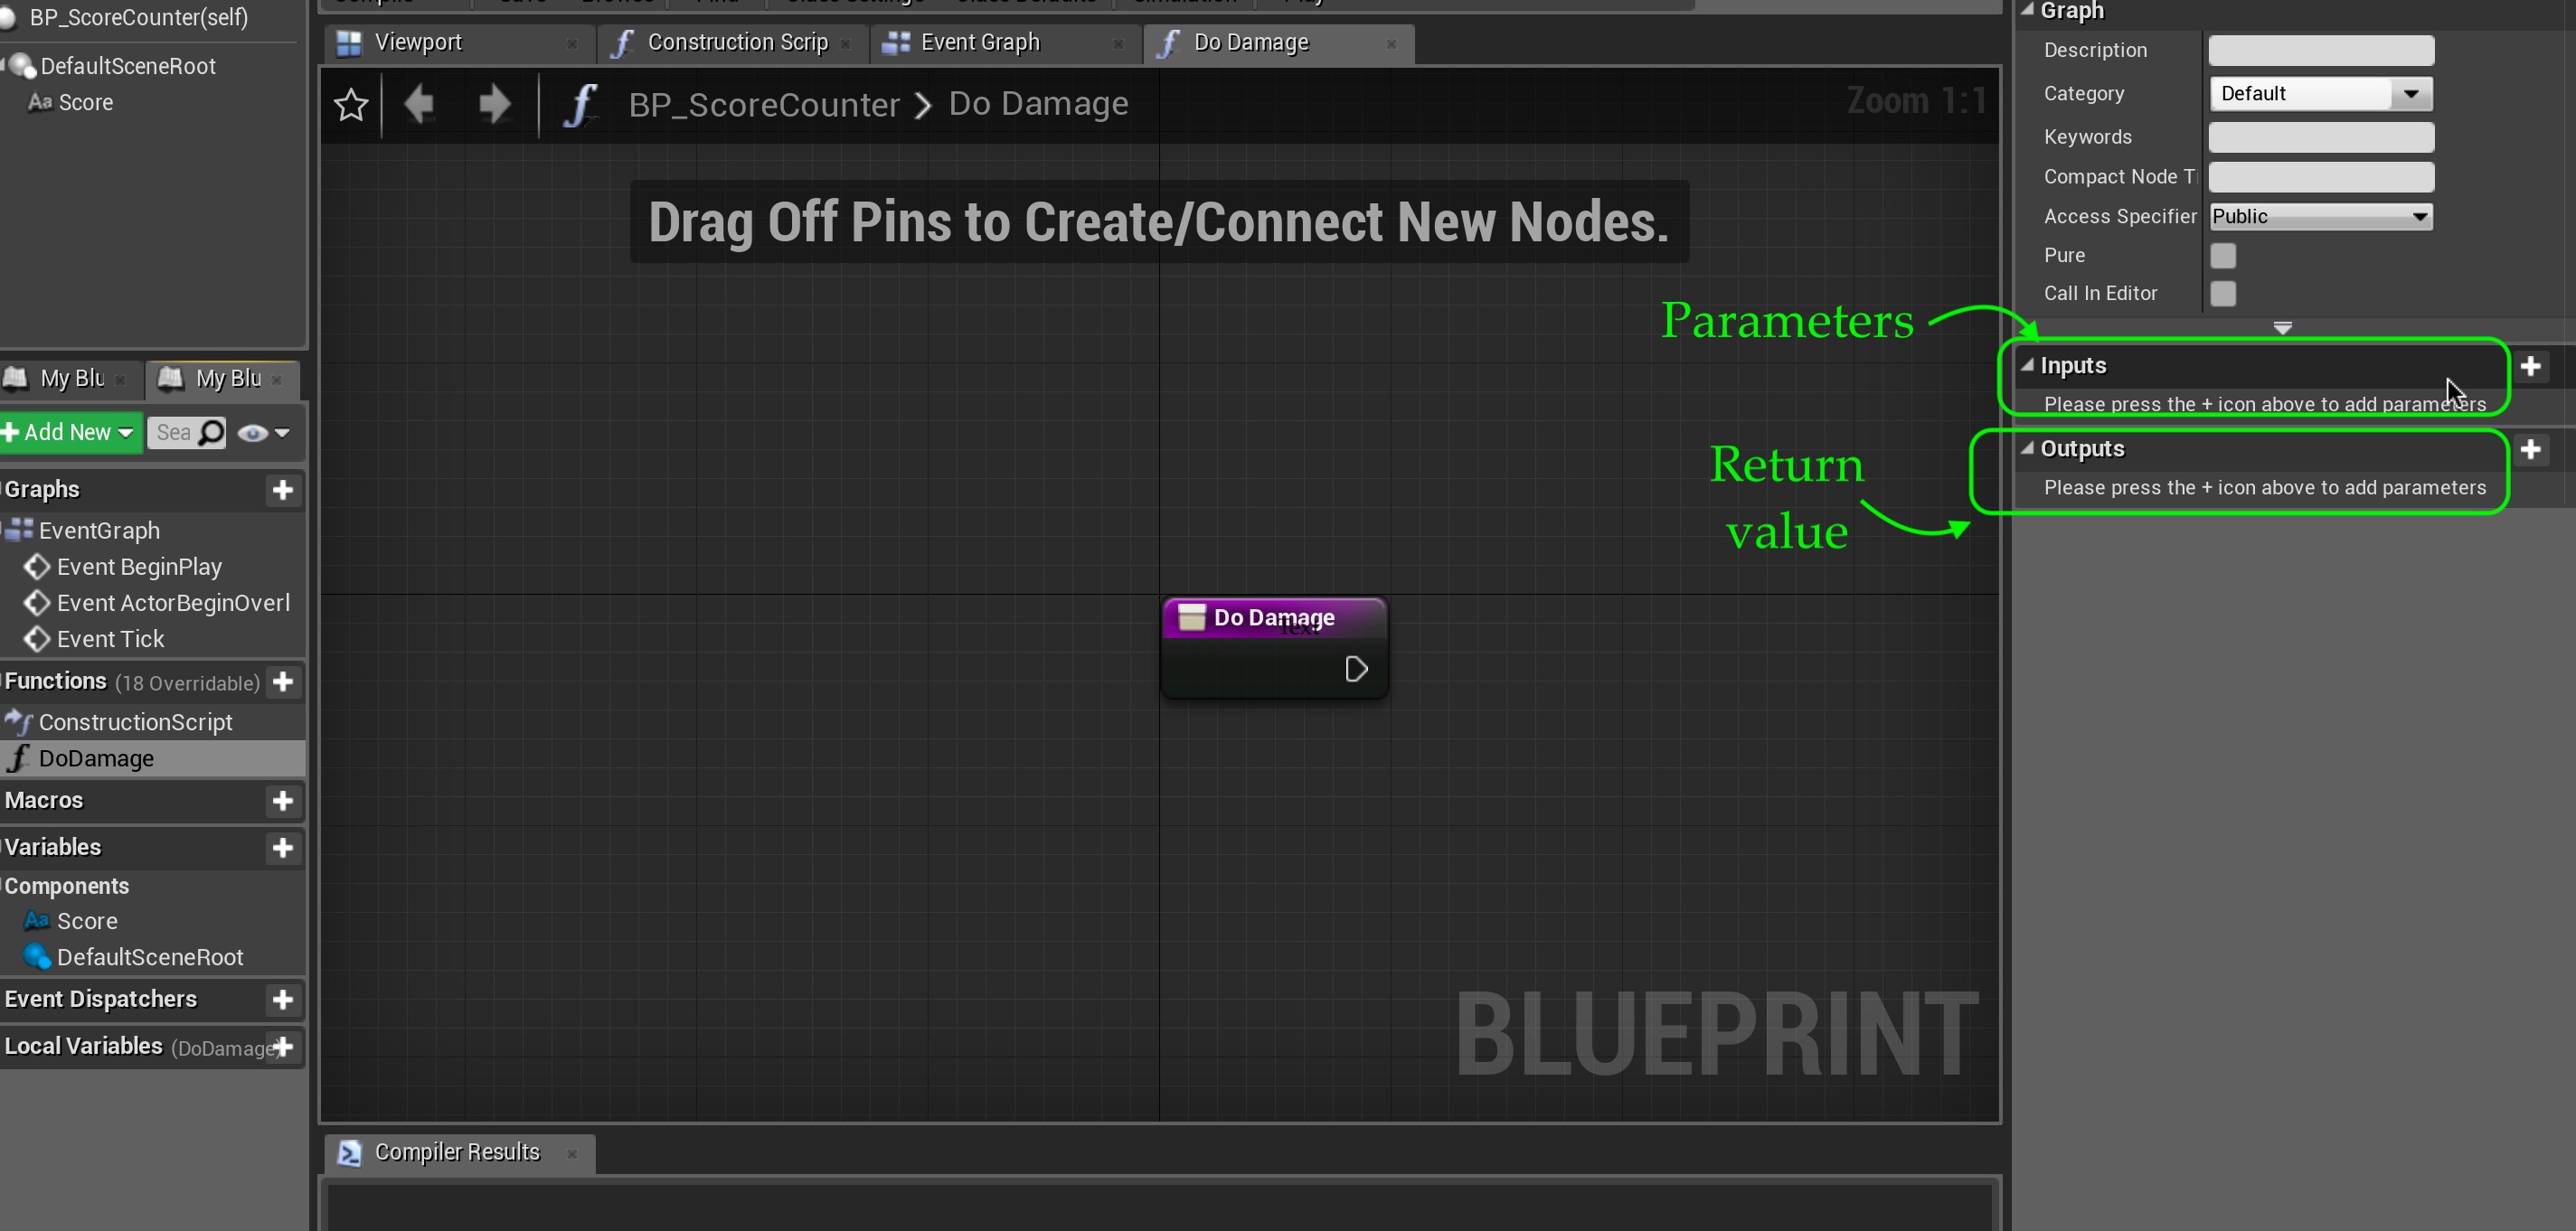 BP_ScoreCounter(self)
DefaultSceneRoot
Aa Score
My Blu
My Blu
Add New
Sea
Graphs
EventGraph
Event BeginPlay
Event ActorBeginOverl
Event Tick
Functions (18 Overridable)
ConstructionScript
DoDamage
Macros
Variables
Components
Aa Score
DefaultSceneRoot
Event Dispatchers
Local Variables (DoDamage)
Viewport
Construction Scrip
Event Graph
Do Damage
BP_ScoreCounter > Do Damage
Zoom 1:1
Drag Off Pins to Create/Connect New Nodes.
Parameters
Return
value
Do Damage
Text
BLUEPRINT
Compiler Results
Graph
Description
Category Default
Keywords
Compact Node Ti
Access Specifier Public
Pure
Call In Editor
Inputs
Please press the + icon above to add parameters
Outputs
Please press the + icon above to add parameters